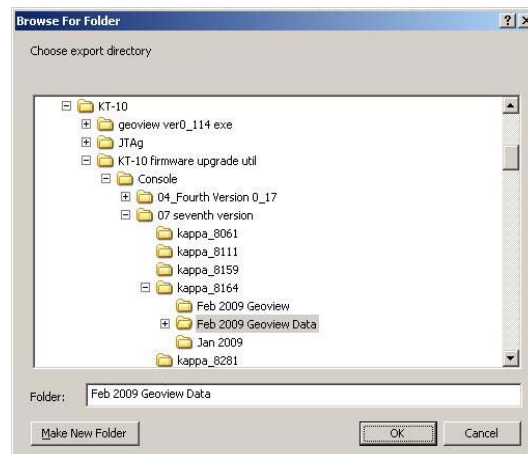 Browse For Folder
Choose export directory
KT-10
geoview ver0_114 exe
JTAg
KT-10 firmware upgrade util
Console
04_Fourth Version 0_17
07 seventh version
kappa_8061
kappa_8111
kappa_8159
kappa_8164
Feb 2009 Geoview
Feb 2009 Geoview Data
Jan 2009
kappa_8281
Folder: Feb 2009 Geoview Data
Make New Folder OK Cancel